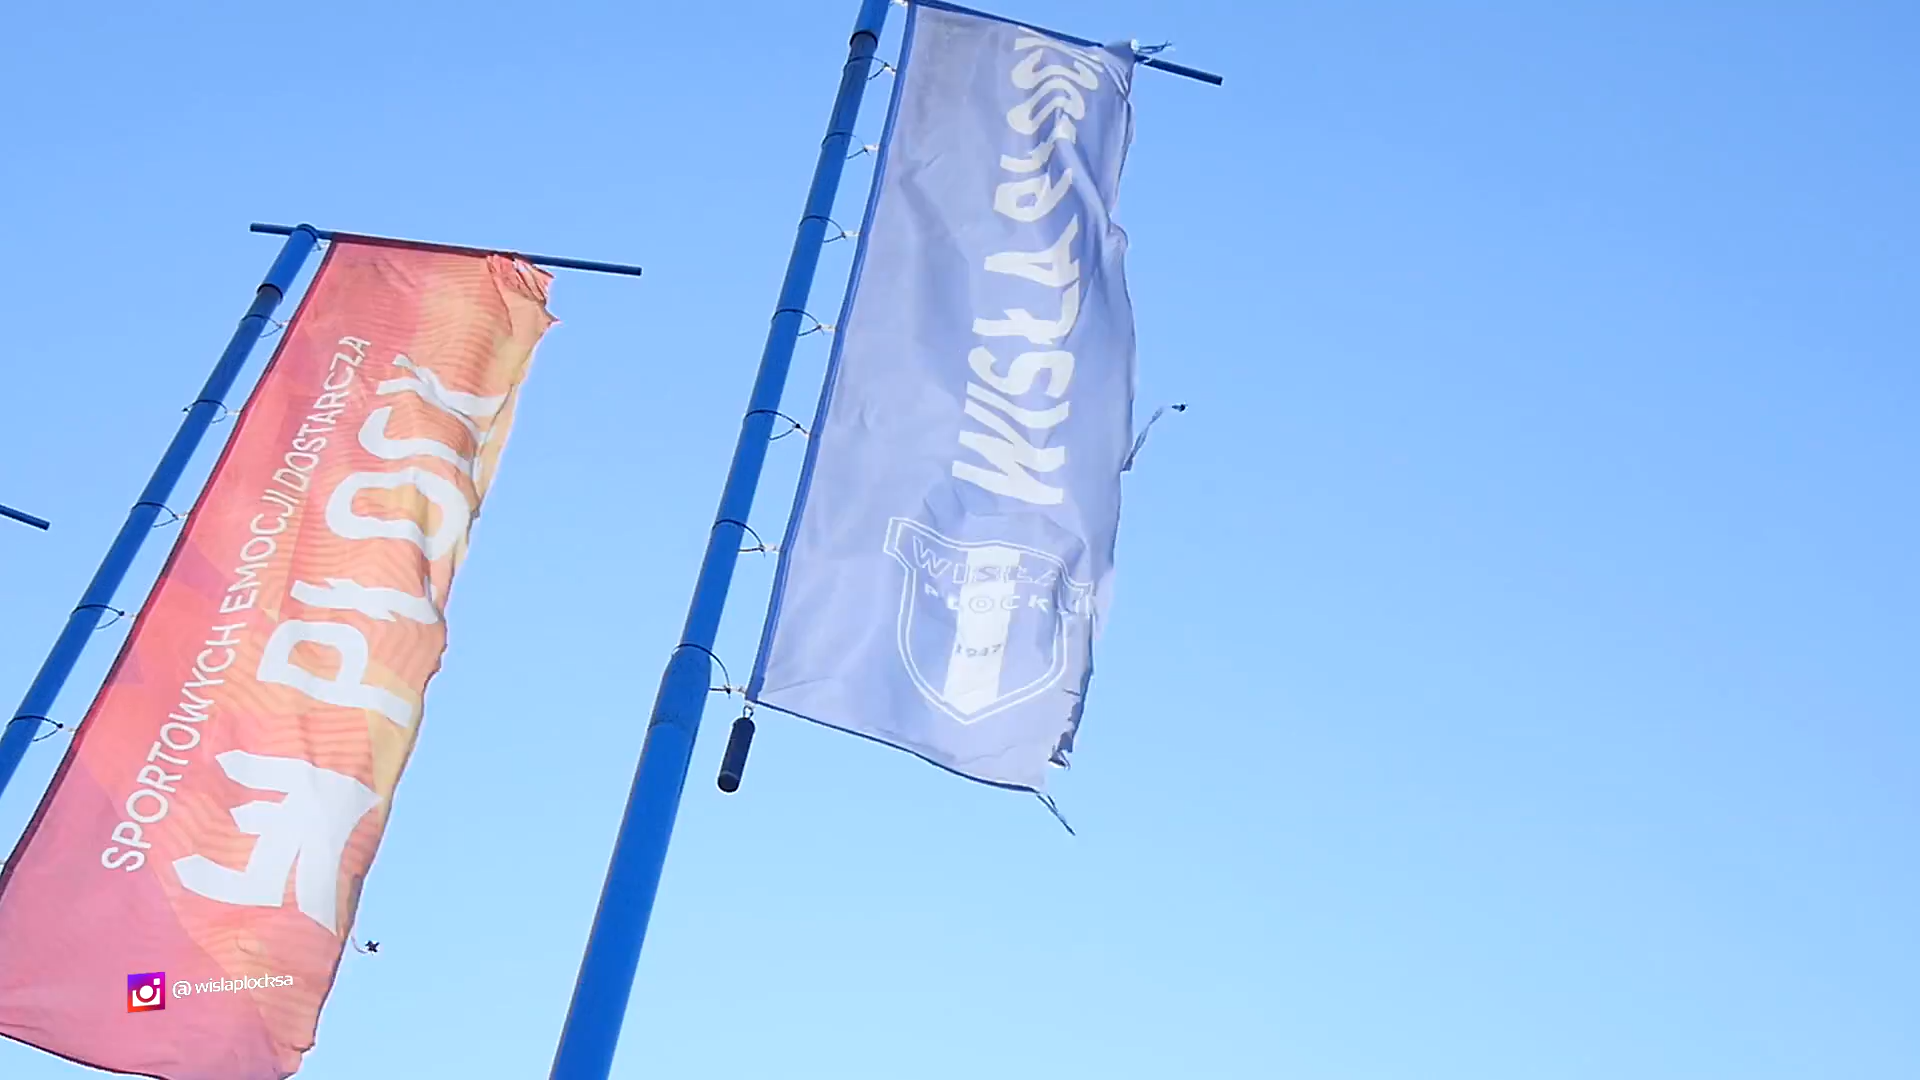 SPORTOWYCH EMOCJI DOSTARCZA
PŁOCK
WISŁA PŁOCK
WISŁA
PŁOCK
1947
@wislaplocksa